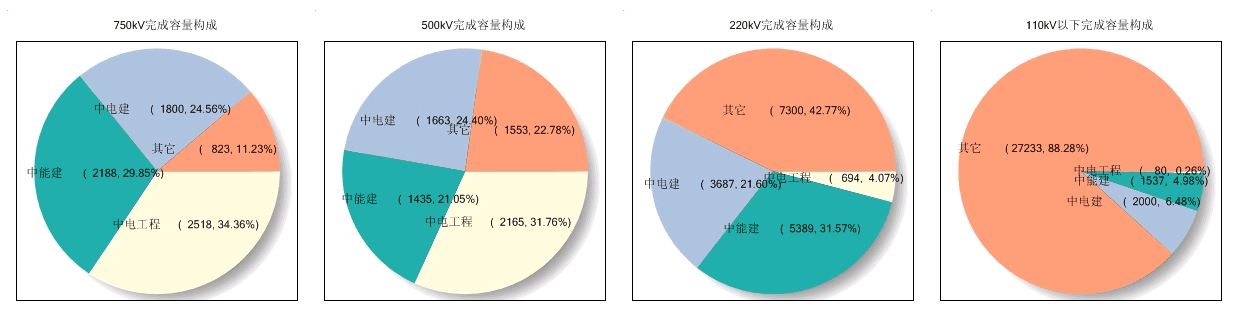 750kV完成容量构成
中电建 ( 1800, 24.56%)
其它 ( 823, 11.23%)
中能建 ( 2188, 29.85%)
中电工程 ( 2518, 34.36%)
500kV完成容量构成
中电建 ( 1663, 24.40%)
其它 ( 1553, 22.78%)
中能建 ( 1435, 21.05%)
中电工程 ( 2165, 31.76%)
220kV完成容量构成
其它 ( 7300, 42.77%)
中电建 ( 3687, 21.60%)
中电工程 ( 694, 4.07%)
中能建 ( 5389, 31.57%)
110kV以下完成容量构成
其它 ( 27233, 88.28%)
中电工程 ( 80, 0.26%)
中能建 ( 1537, 4.98%)
中电建 ( 2000, 6.48%)